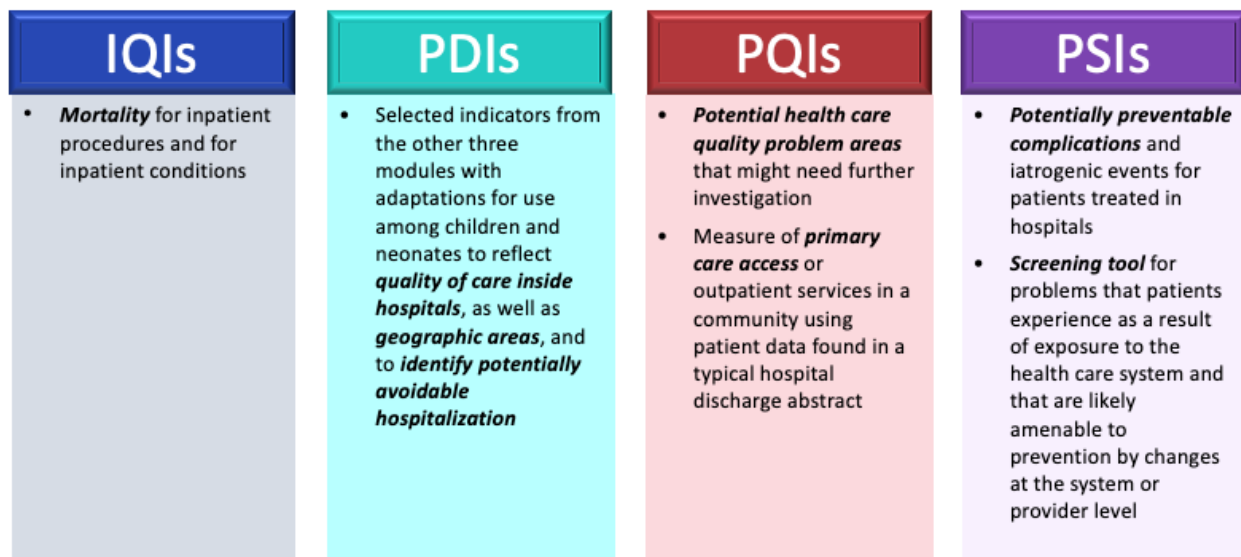 IQIs
• Mortality for inpatient
procedures and for
inpatient conditions
PDIs
• Selected indicators from
the other three
modules with
adaptations for use
among children and
neonates to reflect
quality of care inside
hospitals, as well as
geographic areas, and
to identify potentially
avoidable
hospitalization
PQIs
• Potential health care
quality problem areas
that might need further
investigation
• Measure of primary
care access or
outpatient services in a
community using
patient data found in a
typical hospital
discharge abstract
PSIs
• Potentially preventable
complications and
iatrogenic events for
patients treated in
hospitals
• Screening tool for
problems that patients
experience as a result
of exposure to the
health care system and
that are likely
amenable to
prevention by changes
at the system or
provider level